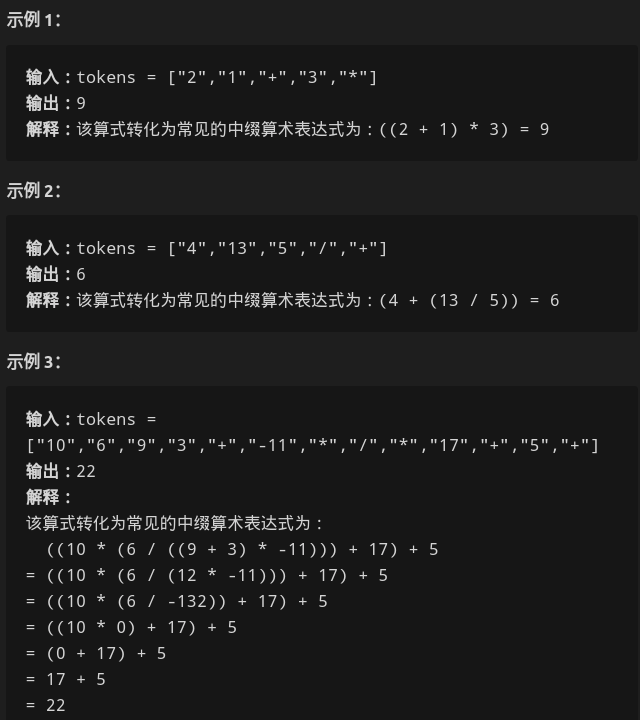 示例 1：
输入：tokens = ["2","1","+","3","*"]
输出：9
解释：该算式转化为常见的中缀算术表达式为：((2 + 1) * 3) = 9
示例 2：
输入：tokens = ["4","13","5","/","+"]
输出：6
解释：该算式转化为常见的中缀算术表达式为：(4 + (13 / 5)) = 6
示例 3：
输入：tokens =
["10","6","9","3","+","-11","*","/","*","17","+","5","+"]
输出：22
解释：
该算式转化为常见的中缀算术表达式为：
((10 * (6 / ((9 + 3) * -11))) + 17) + 5
= ((10 * (6 / (12 * -11))) + 17) + 5
= ((10 * (6 / -132)) + 17) + 5
= ((10 * 0) + 17) + 5
= (0 + 17) + 5
= 17 + 5
= 22